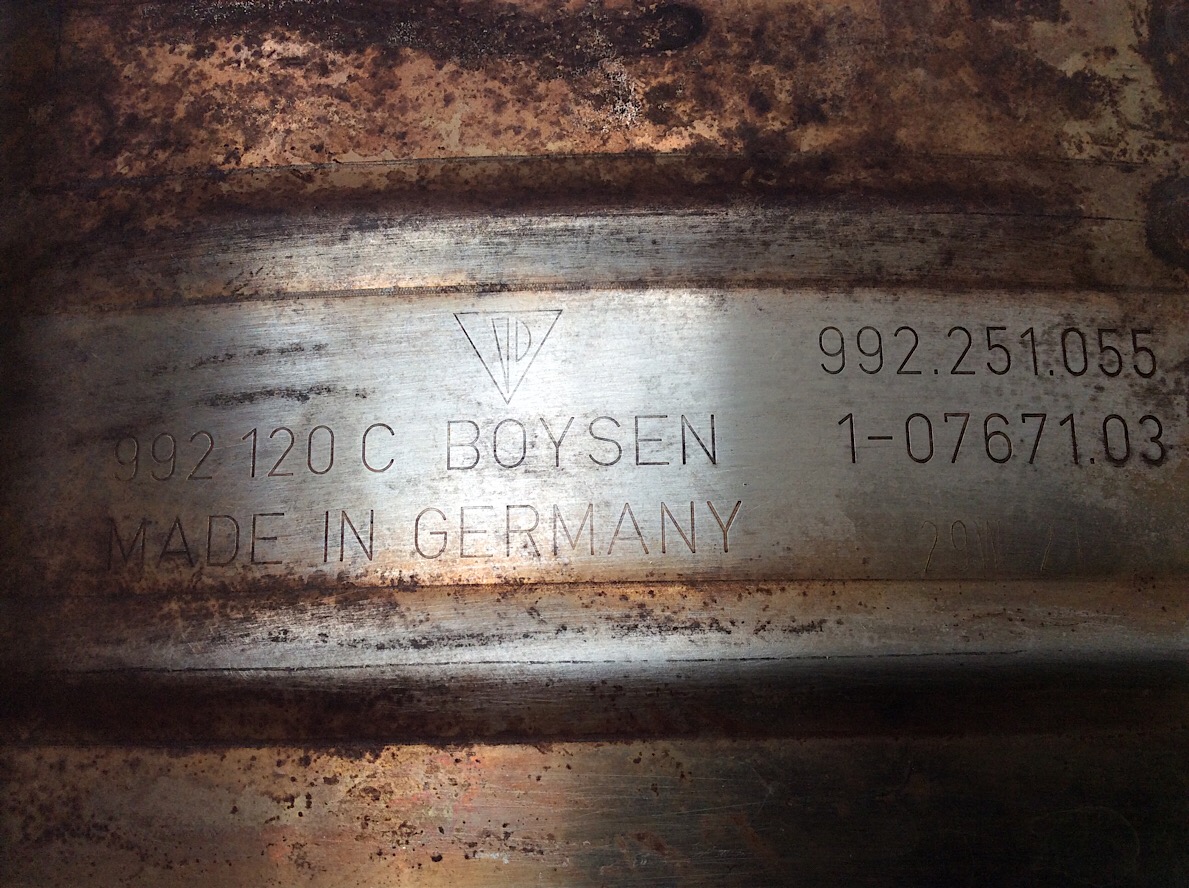 992.251.055
992 120 C BOYSEN 1-07671.03
MADE IN GERMANY